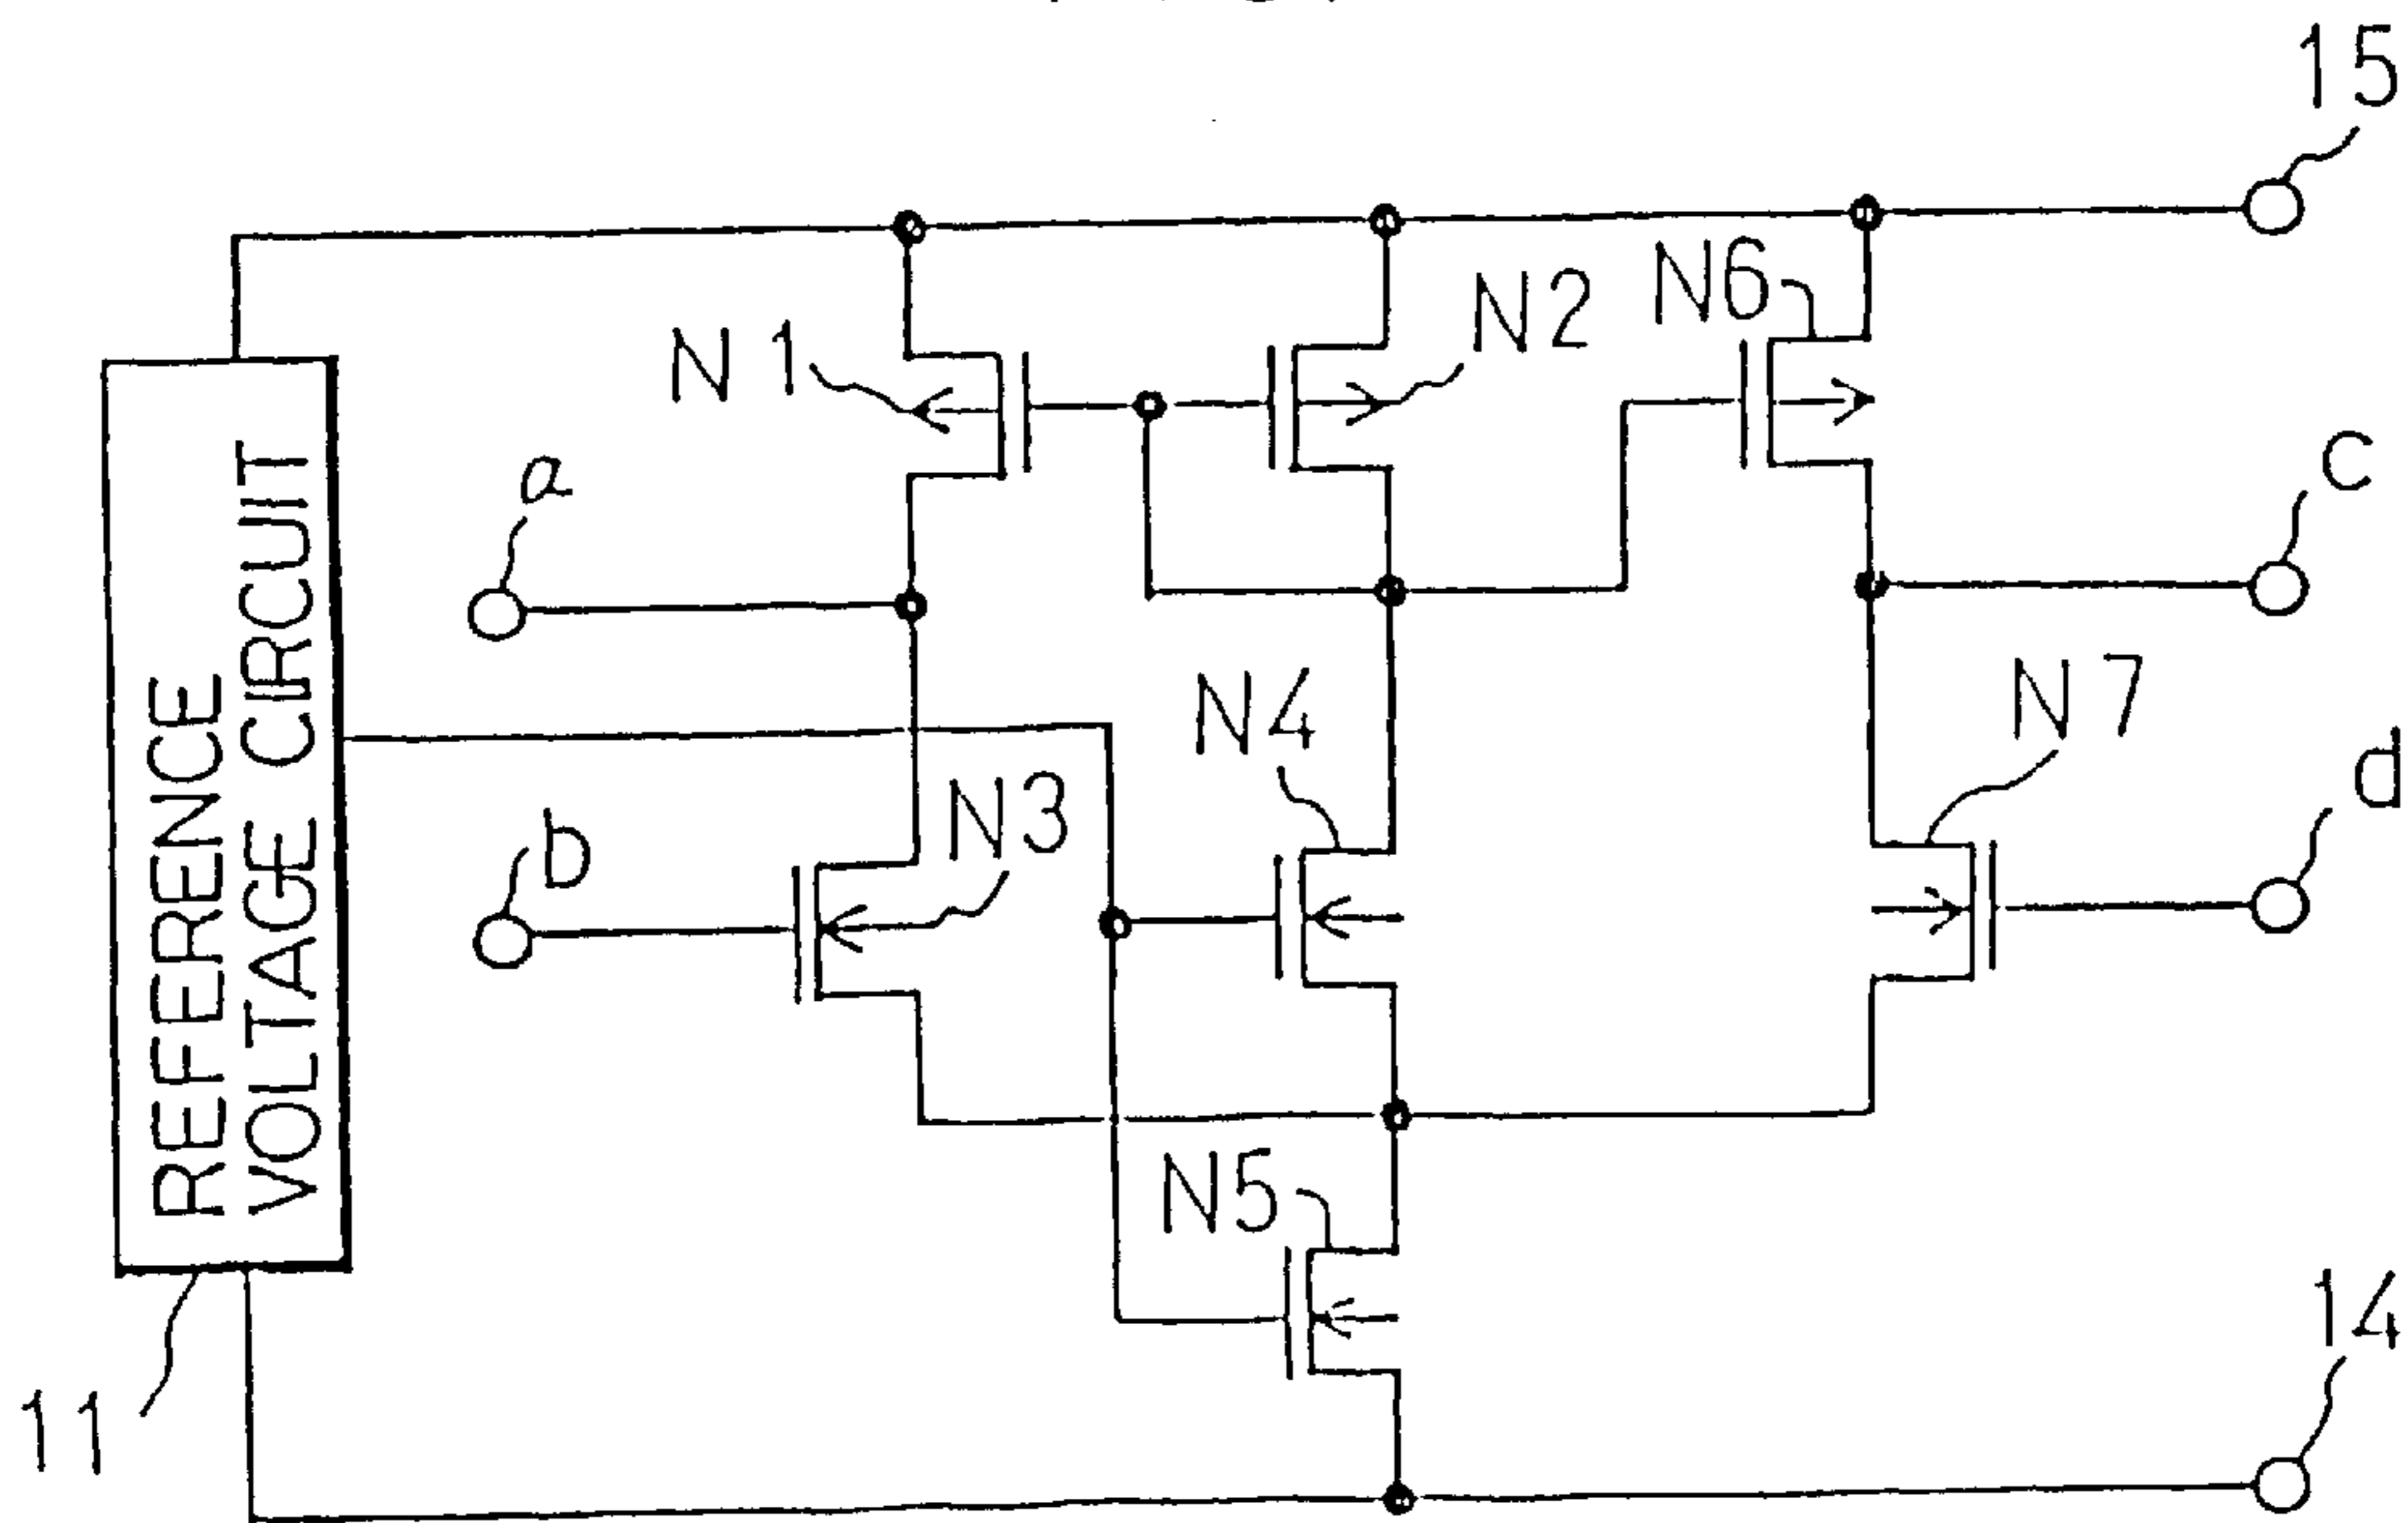 15
N1
N2
N6
a
c
REFERENCE
VOLTAGE CIRCUIT
b
N3
N4
N7
d
N5
14
11